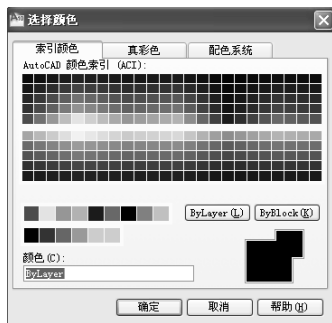 选择颜色
索引颜色 真彩色 配色系统
AutoCAD 颜色索引 (ACI):
ByLayer(L) ByBlock(K)
颜色(C):
ByLayer
确定 取消 帮助(H)